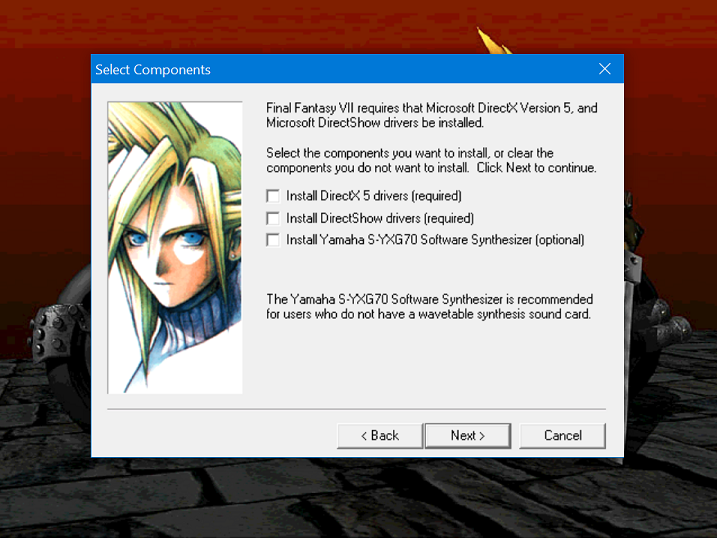 Select Components
Final Fantasy VII requires that Microsoft DirectX Version 5, and
Microsoft DirectShow drivers be installed.
Select the components you want to install, or clear the
components you do not want to install.  Click Next to continue.
Install DirectX 5 drivers (required)
Install DirectShow drivers (required)
Install Yamaha S-YXG70 Software Synthesizer (optional)
The Yamaha S-YXG70 Software Synthesizer is recommended
for users who do not have a wavetable synthesis sound card.
< Back
Next >
Cancel